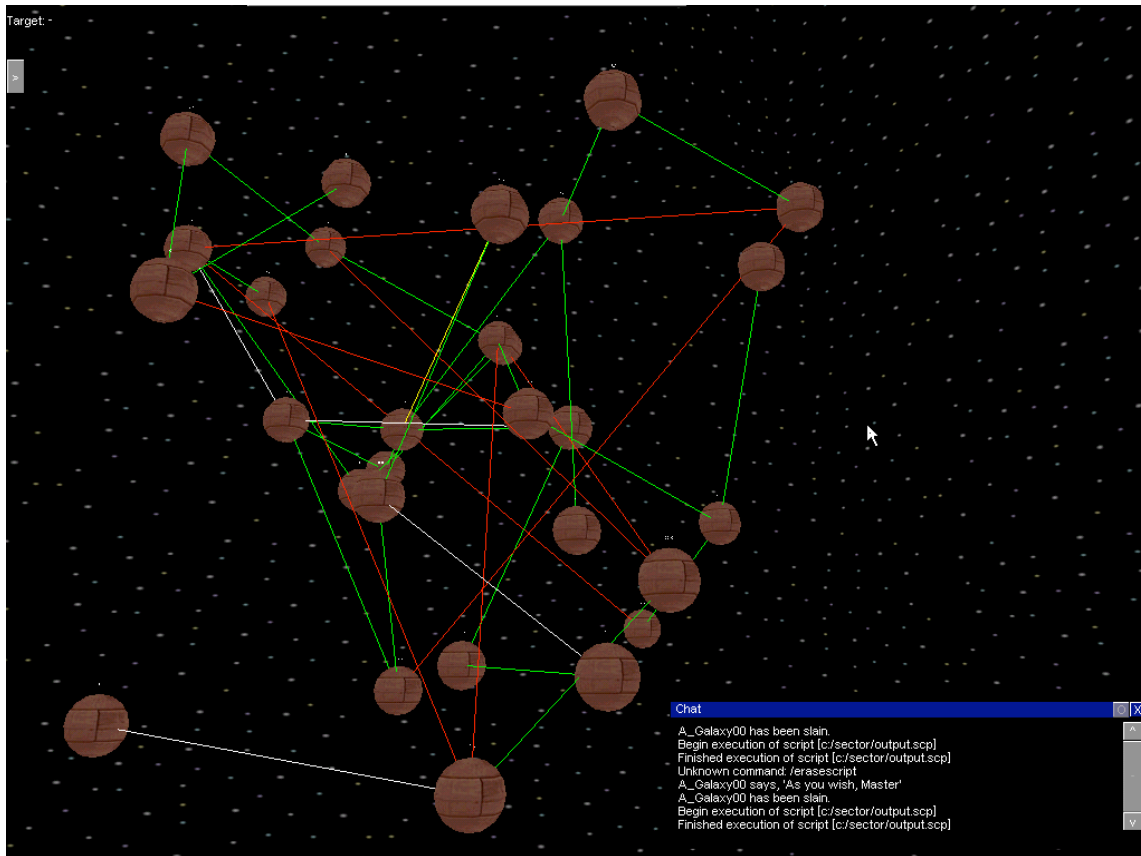 Target: -
>
Chat
O X
A_Galaxy00 has been slain.
Begin execution of script [c:/sector/output.scp]
Finished execution of script [c:/sector/output.scp]
Unknown command: /erasescript
A_Galaxy00 says, 'As you wish, Master'
A_Galaxy00 has been slain.
Begin execution of script [c:/sector/output.scp]
Finished execution of script [c:/sector/output.scp]